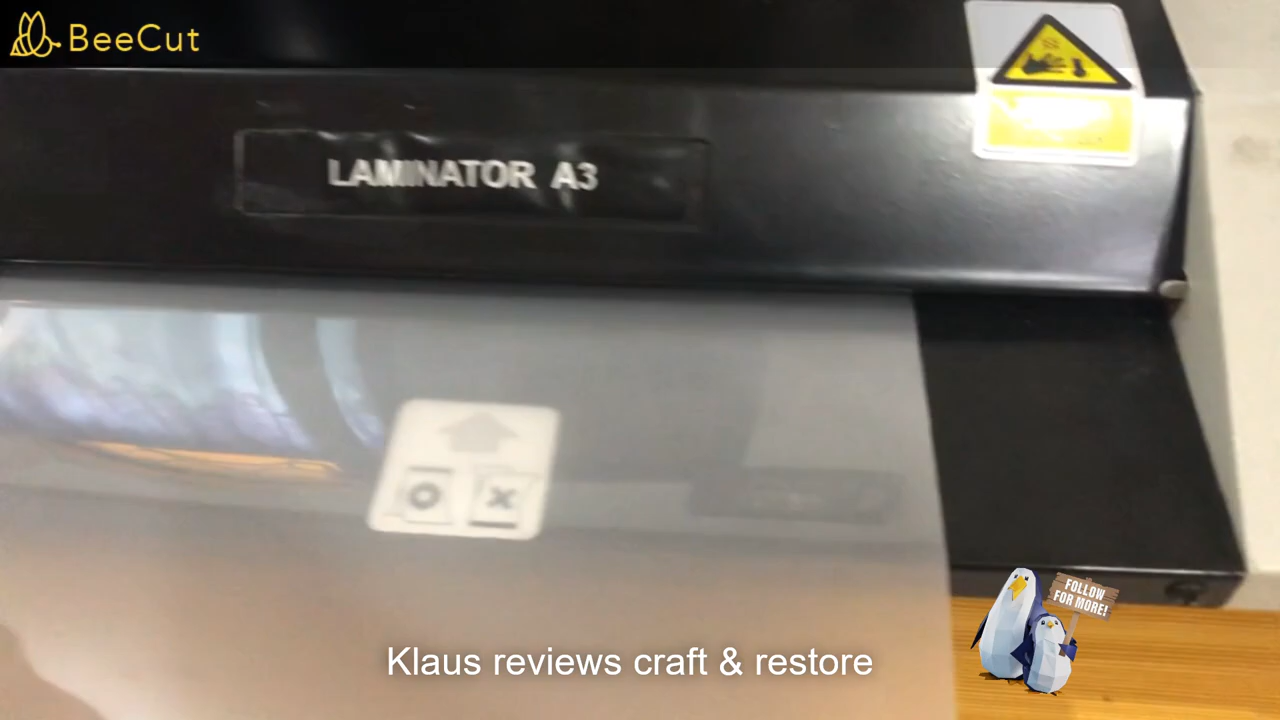 BeeCut
LAMINATOR A3
FOLLOW
FOR MORE!
Klaus reviews craft & restore